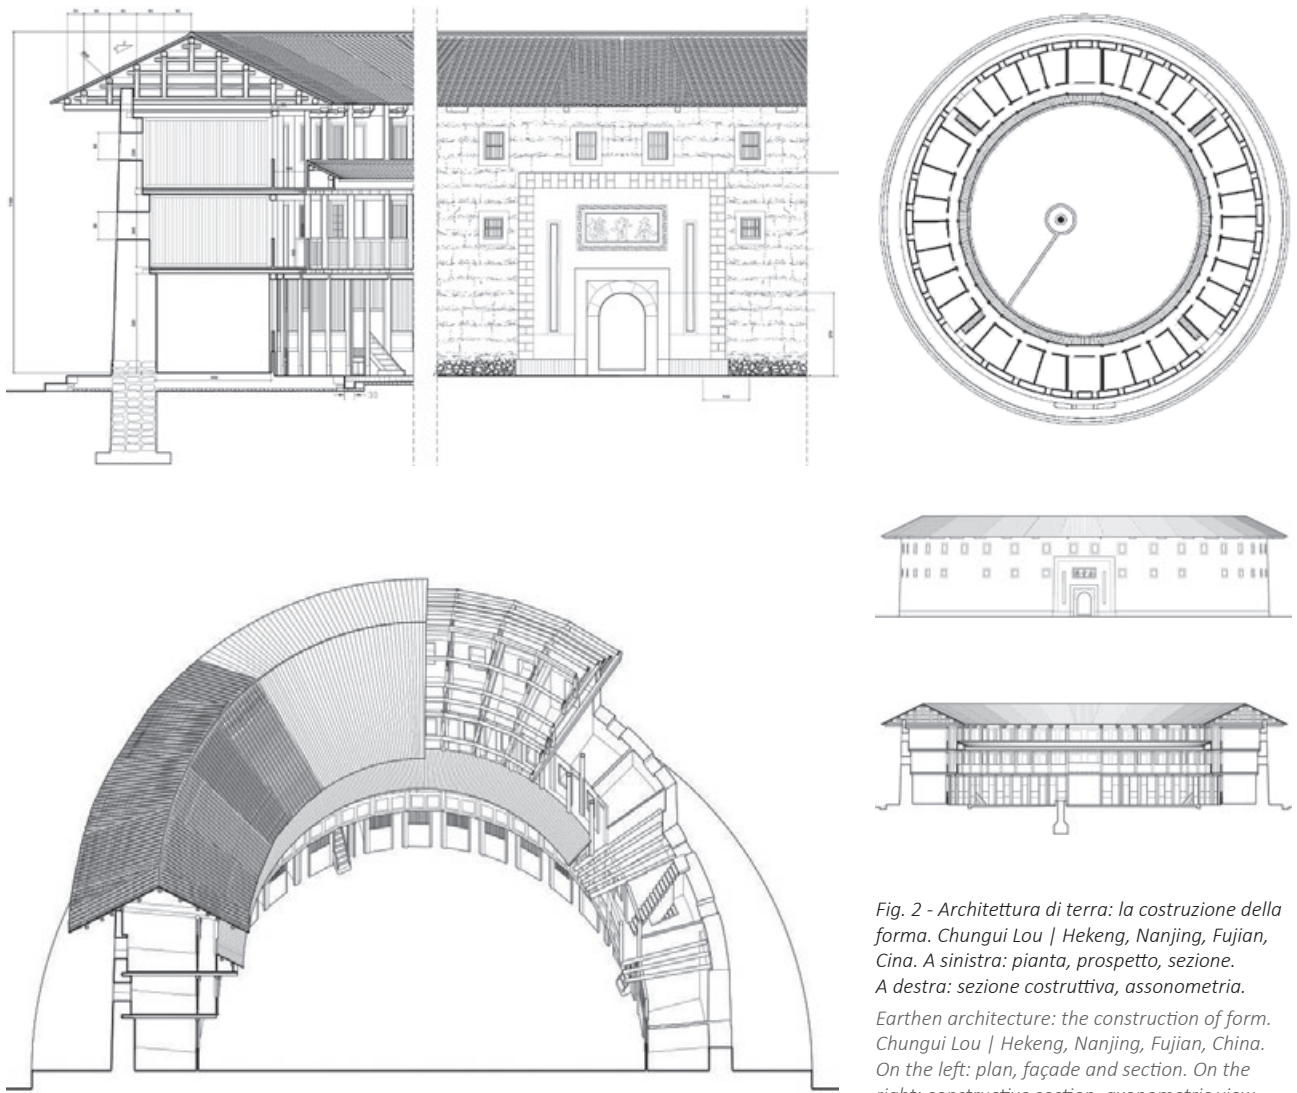 30
Fig. 2 - Architettura di terra: la costruzione della
forma. Chungui Lou | Hekeng, Nanjing, Fujian,
Cina. A sinistra: pianta, prospetto, sezione.
A destra: sezione costruttiva, assonometria.
Earthen architecture: the construction of form.
Chungui Lou | Hekeng, Nanjing, Fujian, China.
On the left: plan, façade and section. On the